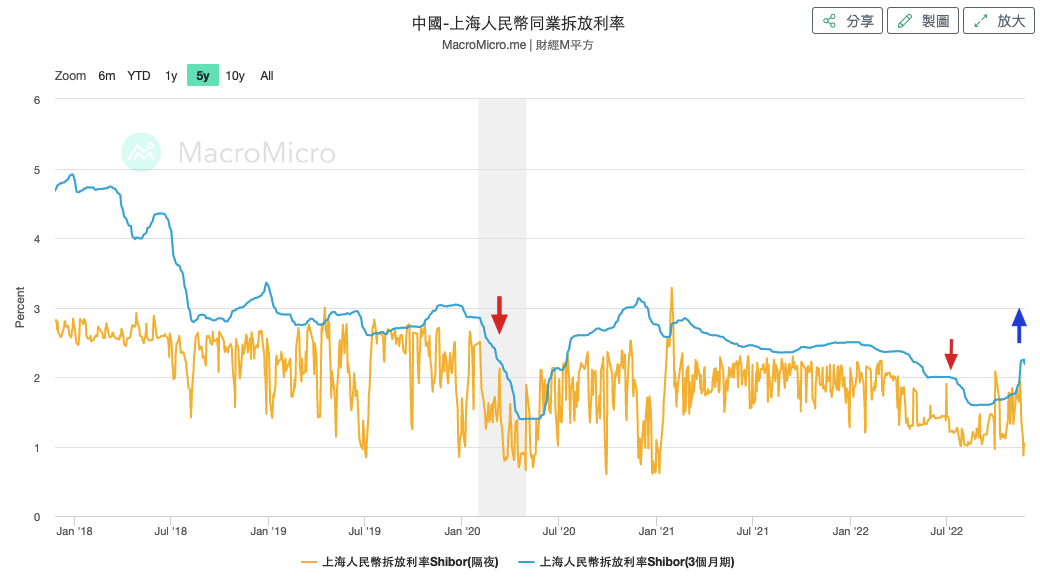 中國-上海人民幣同業拆放利率
MacroMicro.me | 財經M平方
分享
製圖
放大
Zoom 6m YTD 1y 5y 10y All
MacroMicro
Percent
6
5
4
3
2
1
0
Jan '18 Jul '18 Jan '19 Jul '19 Jan '20 Jul '20 Jan '21 Jul '21 Jan '22 Jul '22
上海人民幣拆放利率Shibor(隔夜) 上海人民幣拆放利率Shibor(3個月期)